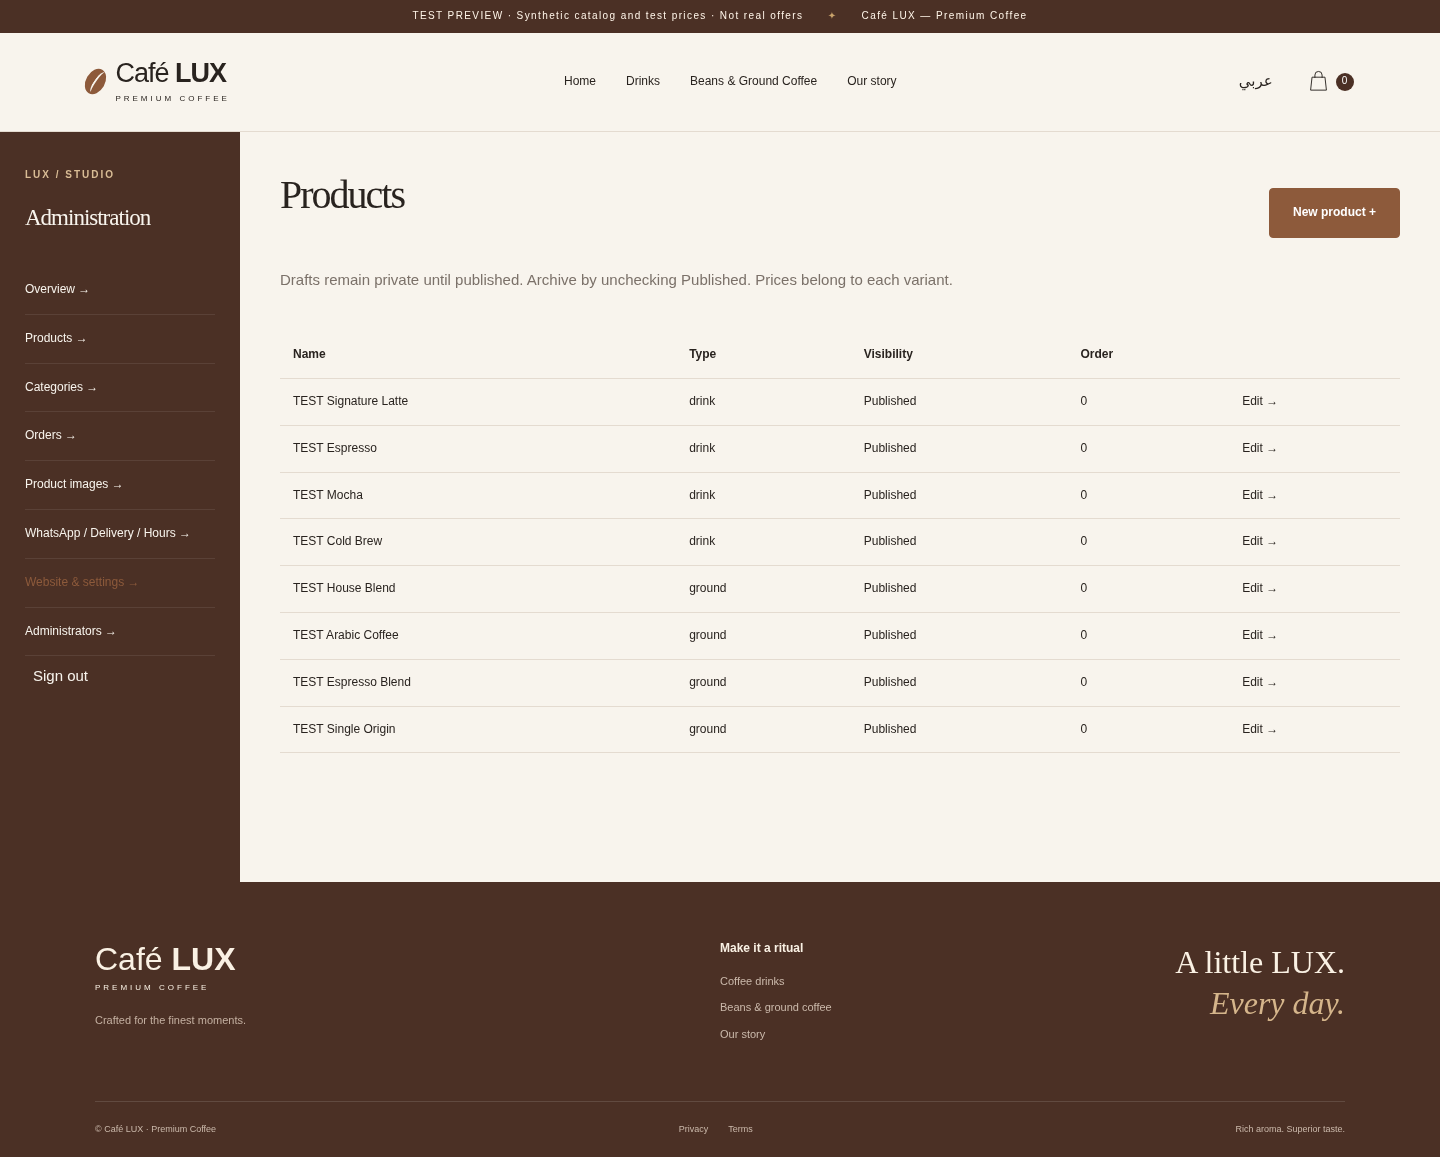 TEST PREVIEW · Synthetic catalog and test prices · Not real offers ✦ Café LUX — Premium Coffee
Café LUX
PREMIUM COFFEE
Home Drinks Beans & Ground Coffee Our story
عربي
0
LUX / STUDIO
Administration
Overview →
Products →
Categories →
Orders →
Product images →
WhatsApp / Delivery / Hours →
Website & settings →
Administrators →
Sign out
Products
New product +
Drafts remain private until published. Archive by unchecking Published. Prices belong to each variant.
Name Type Visibility Order
TEST Signature Latte drink Published 0 Edit →
TEST Espresso drink Published 0 Edit →
TEST Mocha drink Published 0 Edit →
TEST Cold Brew drink Published 0 Edit →
TEST House Blend ground Published 0 Edit →
TEST Arabic Coffee ground Published 0 Edit →
TEST Espresso Blend ground Published 0 Edit →
TEST Single Origin ground Published 0 Edit →
Café LUX
PREMIUM COFFEE
Crafted for the finest moments.
Make it a ritual
Coffee drinks
Beans & ground coffee
Our story
A little LUX.
Every day.
© Café LUX · Premium Coffee
Privacy Terms
Rich aroma. Superior taste.